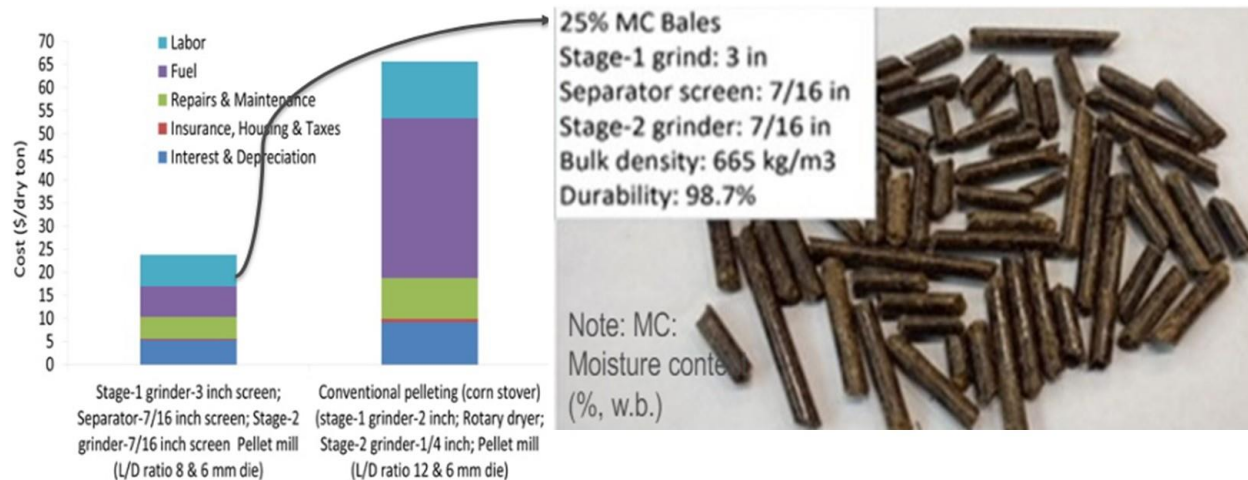 70
65
60
55
50
45
40
35
30
25
20
15
10
5
0
Cost ($/dry ton)
Labor
Fuel
Repairs & Maintenance
Insurance, Housing & Taxes
Interest & Depreciation
Stage-1 grinder-3 inch screen;
Separator-7/16 inch screen; Stage-2
grinder-7/16 inch screen Pellet mill
(L/D ratio 8 & 6 mm die)
Conventional pelleting (corn stover)
(stage-1 grinder-2 inch; Rotary dryer;
Stage-2 grinder-1/4 inch; Pellet mill
(L/D ratio 12 & 6 mm die)
25% MC Bales
Stage-1 grind: 3 in
Separator screen: 7/16 in
Stage-2 grinder: 7/16 in
Bulk density: 665 kg/m3
Durability: 98.7%
Note: MC:
Moisture conte
(%, w.b.)